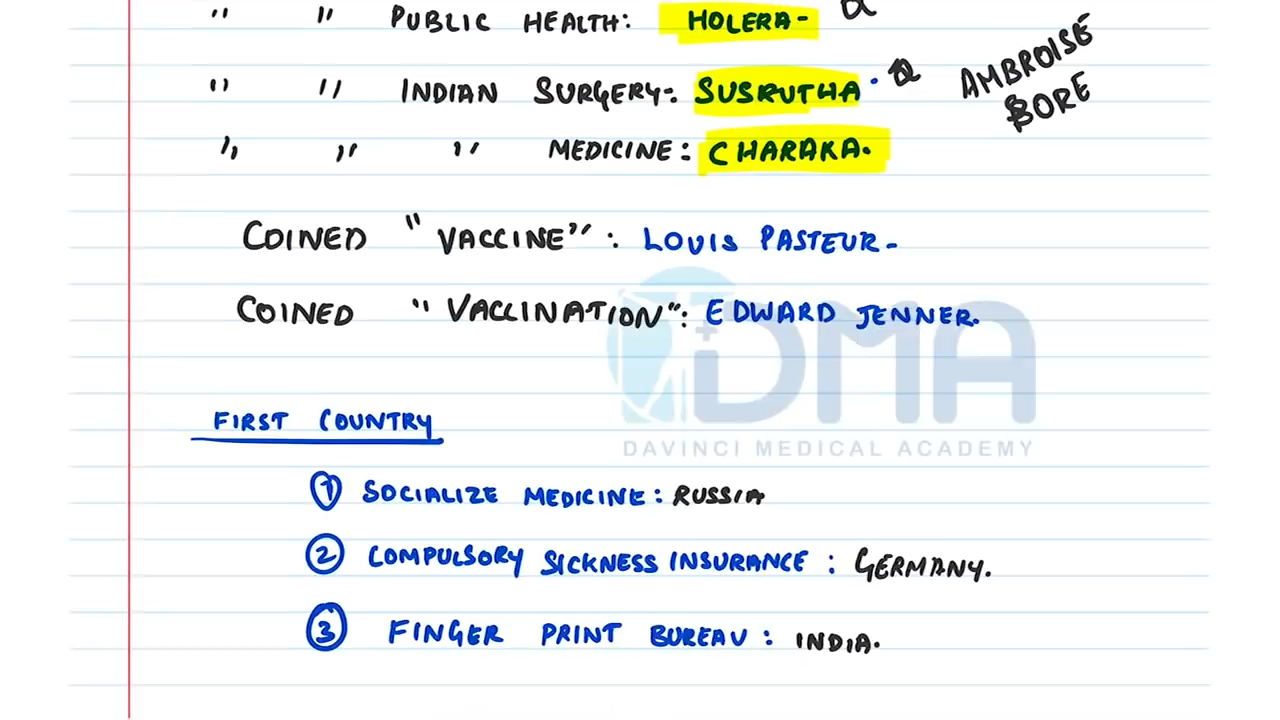 " " PUBLIC HEALTH: HOLERA-
" " INDIAN SURGERY: SUSRUTHA. AMBROISE
BORE
" " " MEDICINE: CHARAKA.
COINED "VACCINE": LOUIS PASTEUR-
COINED "VACCINATION": EDWARD JENNER.
DMA
DAVINCI MEDICAL ACADEMY
FIRST COUNTRY
① SOCIALIZE MEDICINE: RUSSIA
② COMPULSORY SICKNESS INSURANCE: GERMANY.
③ FINGER PRINT BUREAU: INDIA.